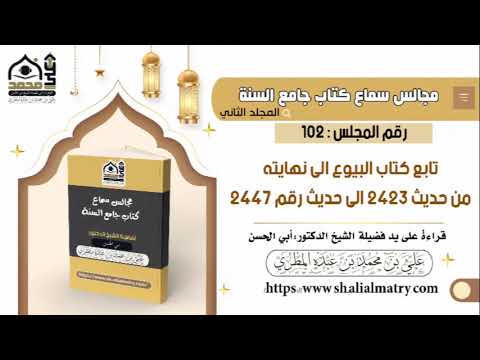 مجالس سماع كتاب جامع السنة
المجلد الثاني
رقم المجلس : 102
تابع كتاب البيوع الى نهايته
من حديث 2423 الى حديث رقم 2447
قراءة على يد فضيلة الشيخ الدكتور: أبي الحسن
علي بن محمد بن عبده المطري
https://www.shalialmatry.com
محمد
مجالس سماع
كتاب جامع السنة